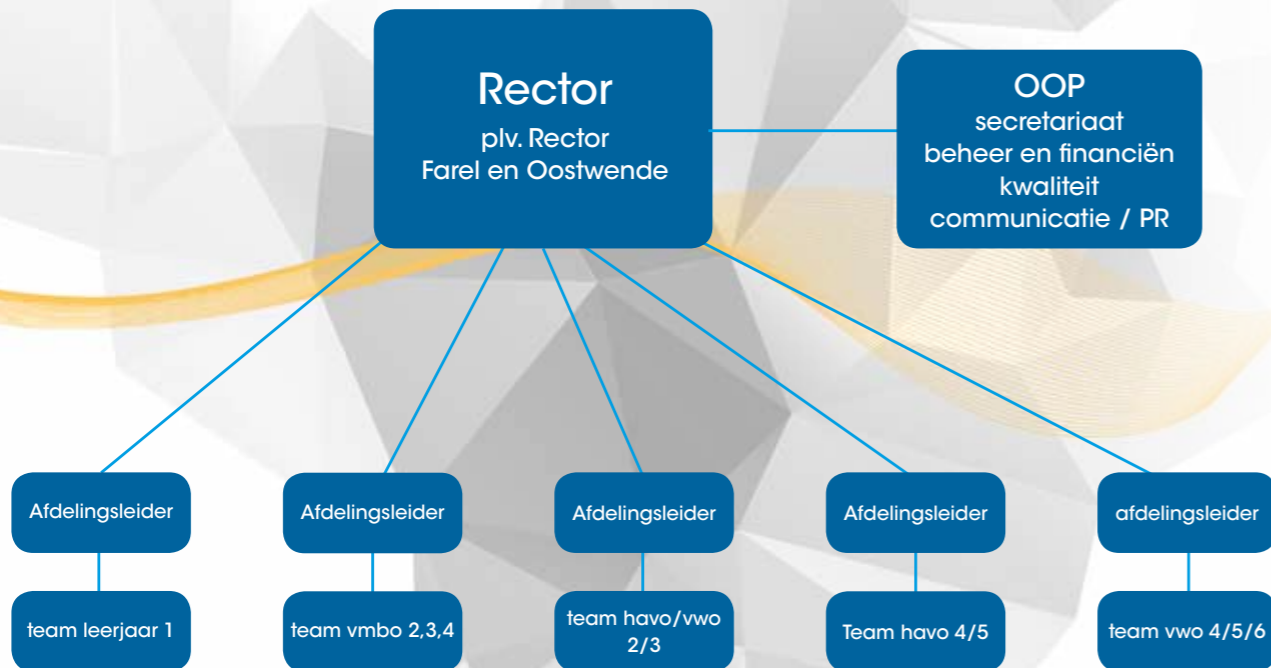 Rector
plv. Rector
Farel en Oostwende
OOP
secretariaat
beheer en financiën
kwaliteit
communicatie / PR
Afdelingsleider
Afdelingsleider
Afdelingsleider
Afdelingsleider
afdelingsleider
team leerjaar 1
team vmbo 2,3,4
team havo/vwo
2/3
Team havo 4/5
team vwo 4/5/6